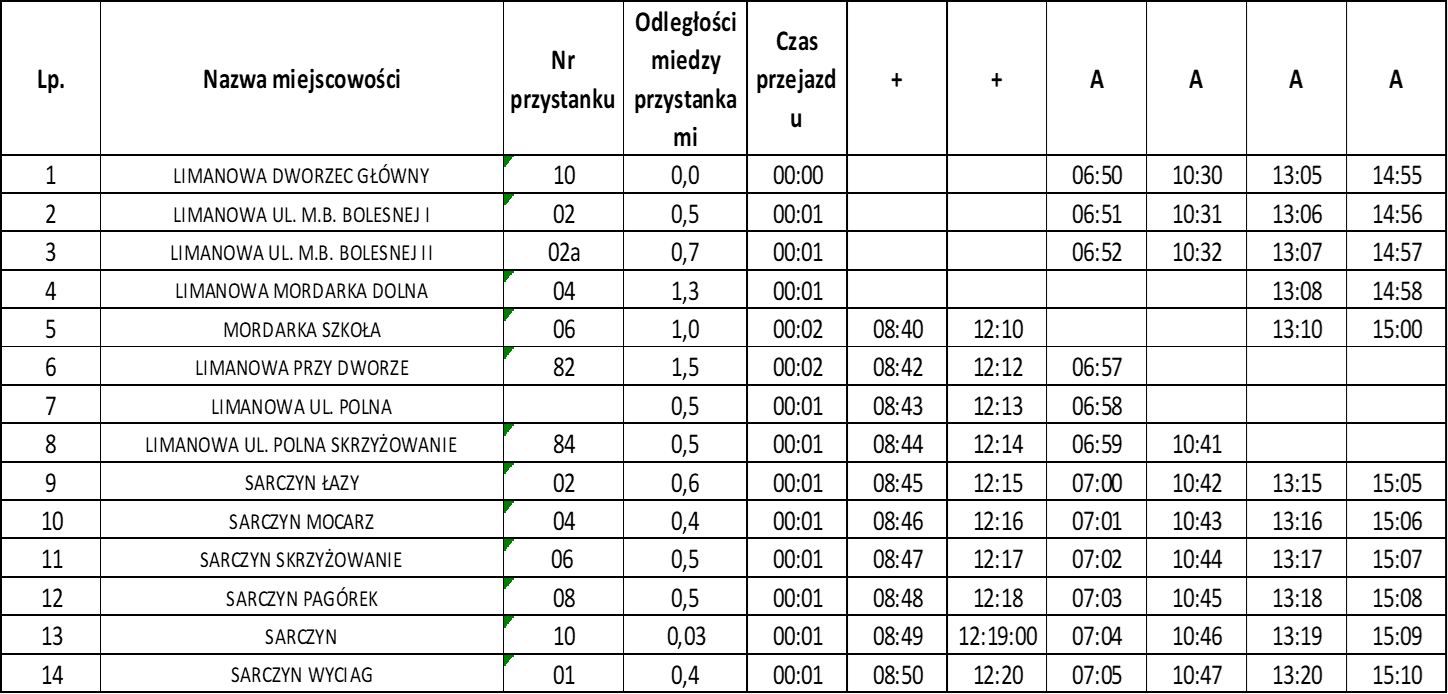 Lp. Nazwa miejscowości Nr przystanku Odległości miedzy przystanka mi Czas przejazd u + + A A A A
1 LIMANOWA DWORZEC GŁÓWNY 10 0,0 00:00 06:50 10:30 13:05 14:55
2 LIMANOWA UL. M.B. BOLESNEJ I 02 0,5 00:01 06:51 10:31 13:06 14:56
3 LIMANOWA UL. M.B. BOLESNEJ II 02a 0,7 00:01 06:52 10:32 13:07 14:57
4 LIMANOWA MORDARKA DOLNA 04 1,3 00:01 13:08 14:58
5 MORDARKA SZKOŁA 06 1,0 00:02 08:40 12:10 13:10 15:00
6 LIMANOWA PRZY DWORZE 82 1,5 00:02 08:42 12:12 06:57
7 LIMANOWA UL. POLNA 0,5 00:01 08:43 12:13 06:58
8 LIMANOWA UL. POLNA SKRZYŻOWANIE 84 0,5 00:01 08:44 12:14 06:59 10:41
9 SARCZYN ŁAZY 02 0,6 00:01 08:45 12:15 07:00 10:42 13:15 15:05
10 SARCZYN MOCARZ 04 0,4 00:01 08:46 12:16 07:01 10:43 13:16 15:06
11 SARCZYN SKRZYŻOWANIE 06 0,5 00:01 08:47 12:17 07:02 10:44 13:17 15:07
12 SARCZYN PAGÓREK 08 0,5 00:01 08:48 12:18 07:03 10:45 13:18 15:08
13 SARCZYN 10 0,03 00:01 08:49 12:19:00 07:04 10:46 13:19 15:09
14 SARCZYN WYCIAG 01 0,4 00:01 08:50 12:20 07:05 10:47 13:20 15:10